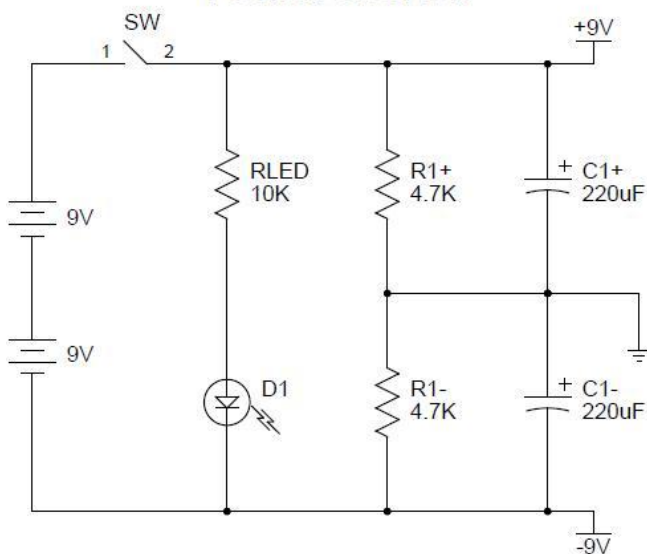 SW
+9V
1
2
RLED
10K
R1+
4.7K
+
C1+
220uF
9V
9V
D1
R1-
4.7K
+
C1-
220uF
-9V